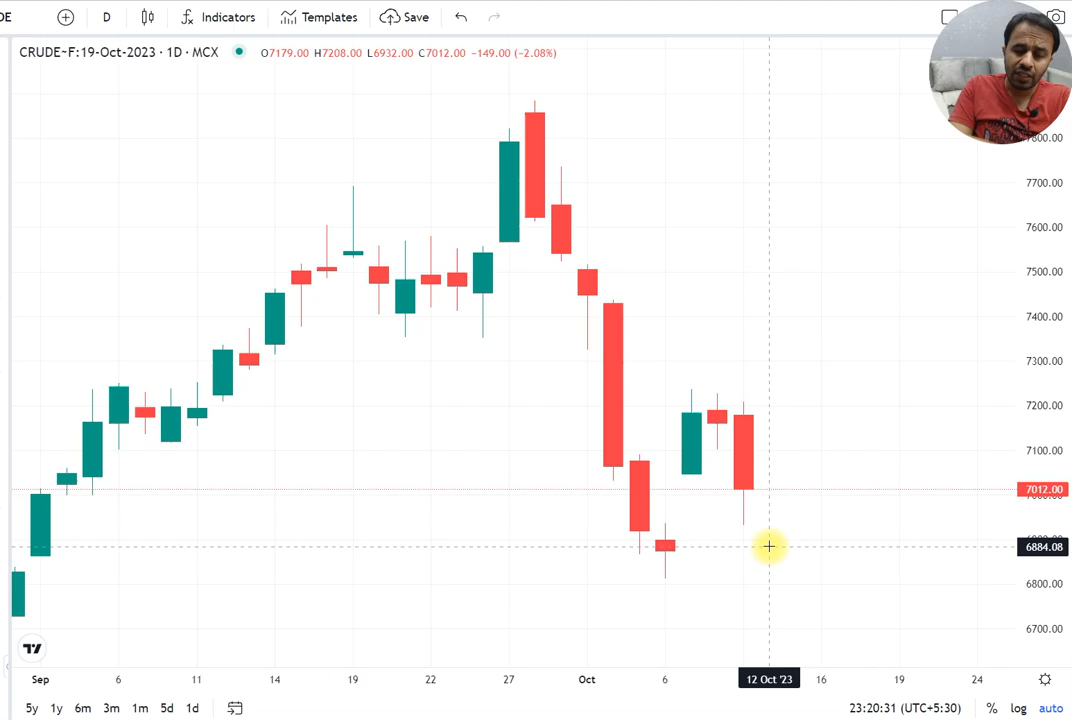 DE D Indicators Templates Save
CRUDE~F:19-Oct-2023 · 1D · MCX O7179.00 H7208.00 L6932.00 C7012.00 -149.00 (-2.08%)
7700.00
7600.00
7500.00
7400.00
7300.00
7200.00
7100.00
7012.00
6884.08
6800.00
6700.00
Sep 6 11 14 19 22 27 Oct 6 12 Oct '23 16 19 24
5y 1y 6m 3m 1m 5d 1d 23:20:31 (UTC+5:30) % log auto